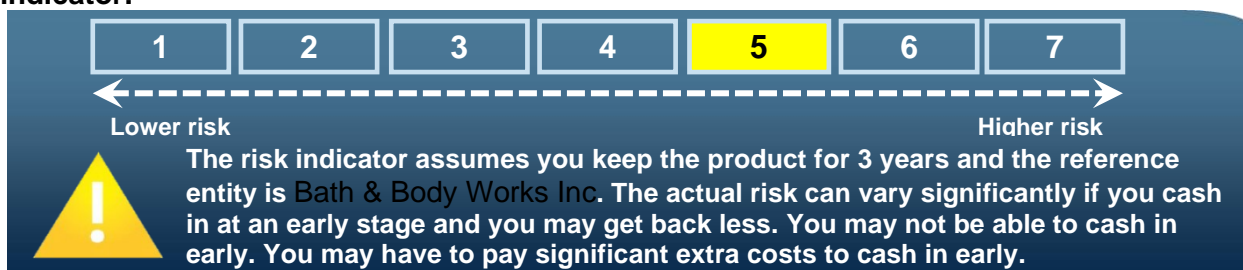 Indicator:
1 2 3 4 5 6 7
Lower risk Higher risk
The risk indicator assumes you keep the product for 3 years and the reference
entity is Bath & Body Works Inc. The actual risk can vary significantly if you cash
in at an early stage and you may get back less. You may not be able to cash in
early. You may have to pay significant extra costs to cash in early.